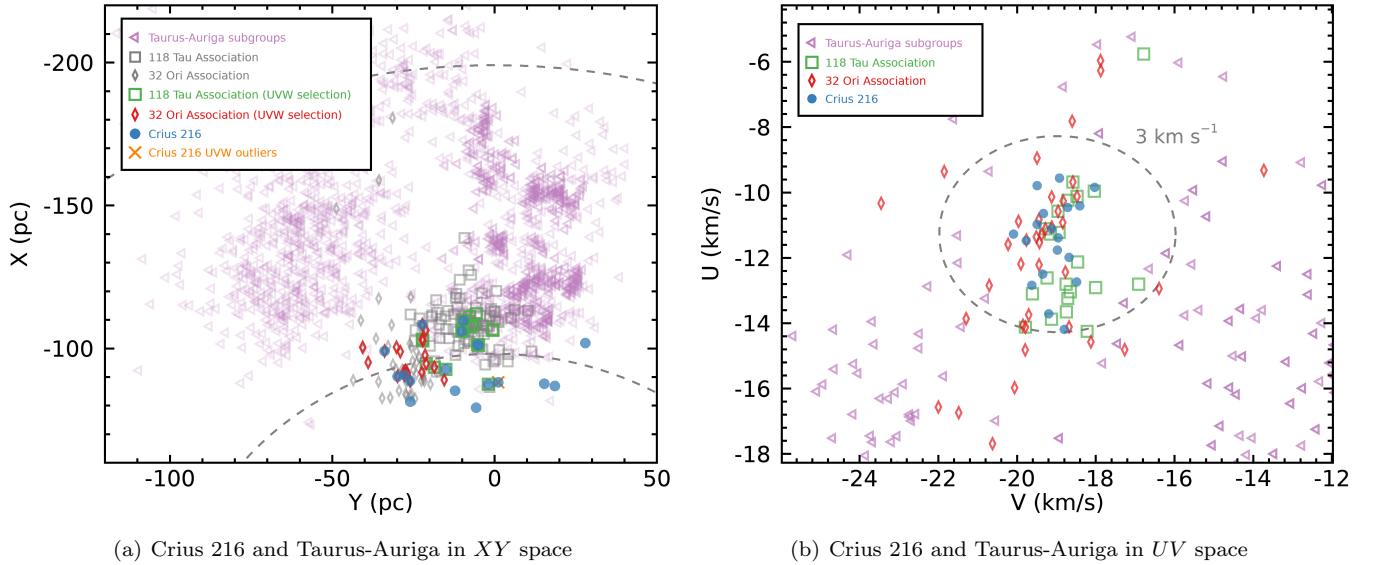 Taurus-Auriga subgroups
118 Tau Association
32 Ori Association
118 Tau Association (UVW selection)
32 Ori Association (UVW selection)
Crius 216
Crius 216 UVW outliers
-200
-150
-100
X (pc)
-100
-50
0
50
Y (pc)
(a) Crius 216 and Taurus-Auriga in XY space
Taurus-Auriga subgroups
118 Tau Association
32 Ori Association
Crius 216
3 km s⁻¹
-6
-8
-10
-12
-14
-16
-18
U (km/s)
-24
-22
-20
-18
-16
-14
-12
V (km/s)
(b) Crius 216 and Taurus-Auriga in UV space